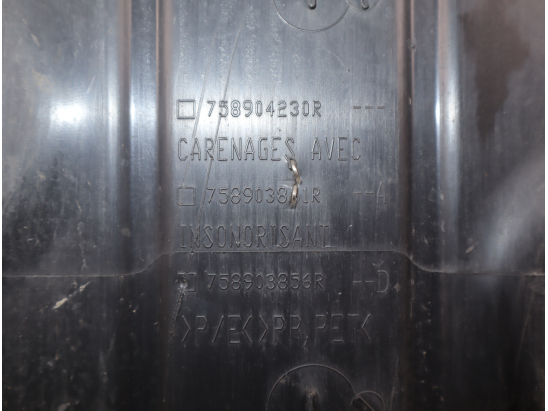 □ 758904230R ---
CARENAGES AVEC
□ --A
INSONORISANT
758903856R --D
>P/E<>PP,PET<